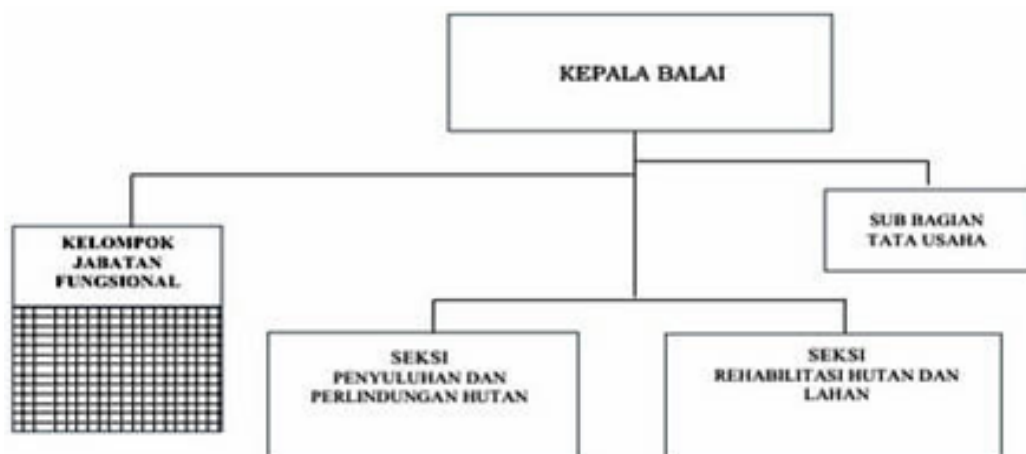 KEPALA BALAI
SUB BAGIAN
TATA USAHA
KELOMPOK
JABATAN
FUNGSIONAL
SEKSI
PENYULUHAN DAN
PERLINDUNGAN HUTAN
SEKSI
REHABILITASI HUTAN DAN
LAHAN